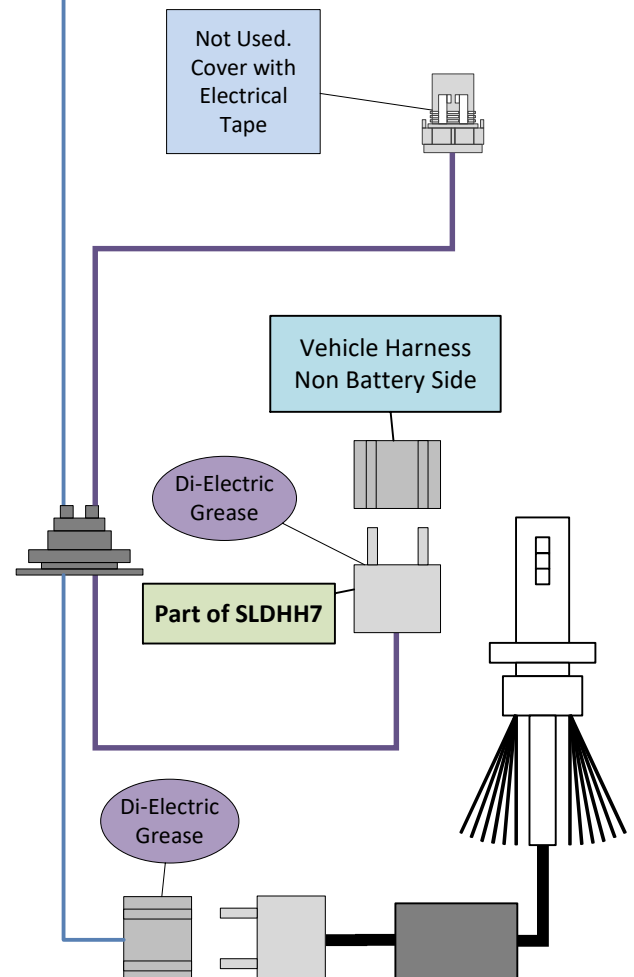 Not Used.
Cover with
Electrical
Tape
Vehicle Harness
Non Battery Side
Di-Electric
Grease
Part of SLDHH7
Di-Electric
Grease